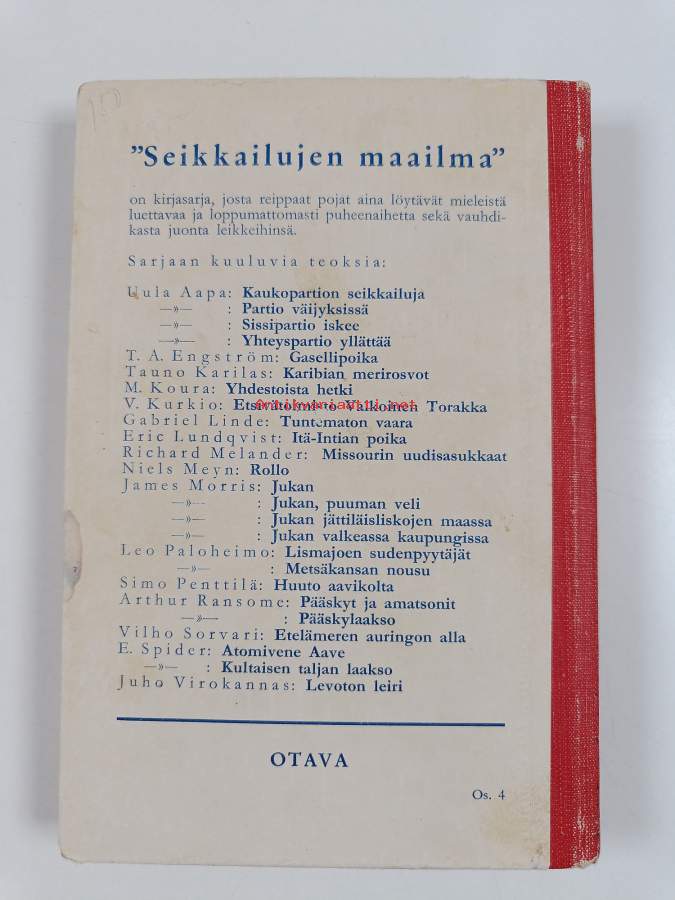 "Seikkailujen maailma"
on kirjasarja, josta reippaat pojat aina löytävät mieleistä
luettavaa ja loppumattomasti puheenaihetta sekä vauhdi-
kasta juonta leikkeihinsä.
Sarjaan kuuluvia teoksia:
Uula Aapa: Kaukopartion seikkailuja
—»— : Partio väijyksissä
—»— : Sissipartio iskee
—»— : Yhteyspartio yllättää
T. A. Engström: Gasellipoika
Tauno Karilas: Karibian merirosvot
M. Koura: Yhdestoista hetki
V. Kurkio: Etsivätoimisto Valkoinen Torakka
Antikvariaatti.net
Gabriel Linde: Tuntematon vaara
Eric Lundqvist: Itä-Intian poika
Richard Melander: Missourin uudisasukkaat
Niels Meyn: Rollo
James Morris: Jukan
—»— : Jukan, puuman veli
—»— : Jukan jättiläisliskojen maassa
—»— : Jukan valkeassa kaupungissa
Leo Paloheimo: Lismajoen sudenpyytäjät
—»— : Metsäkansan nousu
Simo Penttilä: Huuto aavikolta
Arthur Ransome: Pääskyt ja amatsonit
—»— : Pääskylaakso
Vilho Sorvari: Etelämeren auringon alla
E. Spider: Atomivene Aave
—»— : Kultaisen taljan laakso
Juho Virokannas: Levoton leiri
OTAVA
Os. 4